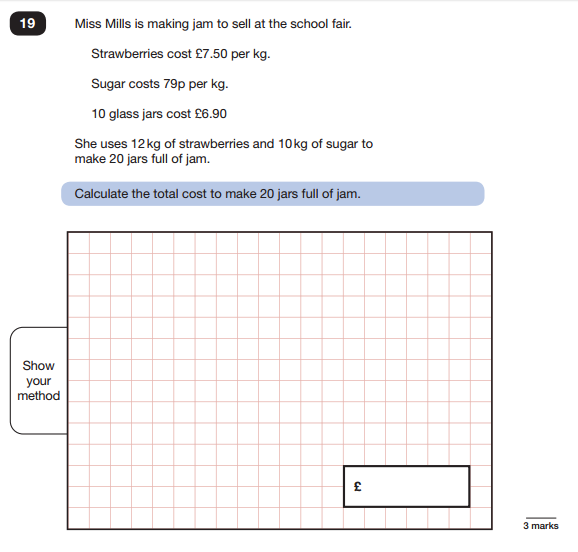 19
Miss Mills is making jam to sell at the school fair.
Strawberries cost £7.50 per kg.
Sugar costs 79p per kg.
10 glass jars cost £6.90
She uses 12 kg of strawberries and 10 kg of sugar to
make 20 jars full of jam.
Calculate the total cost to make 20 jars full of jam.
Show
your
method
£
3 marks